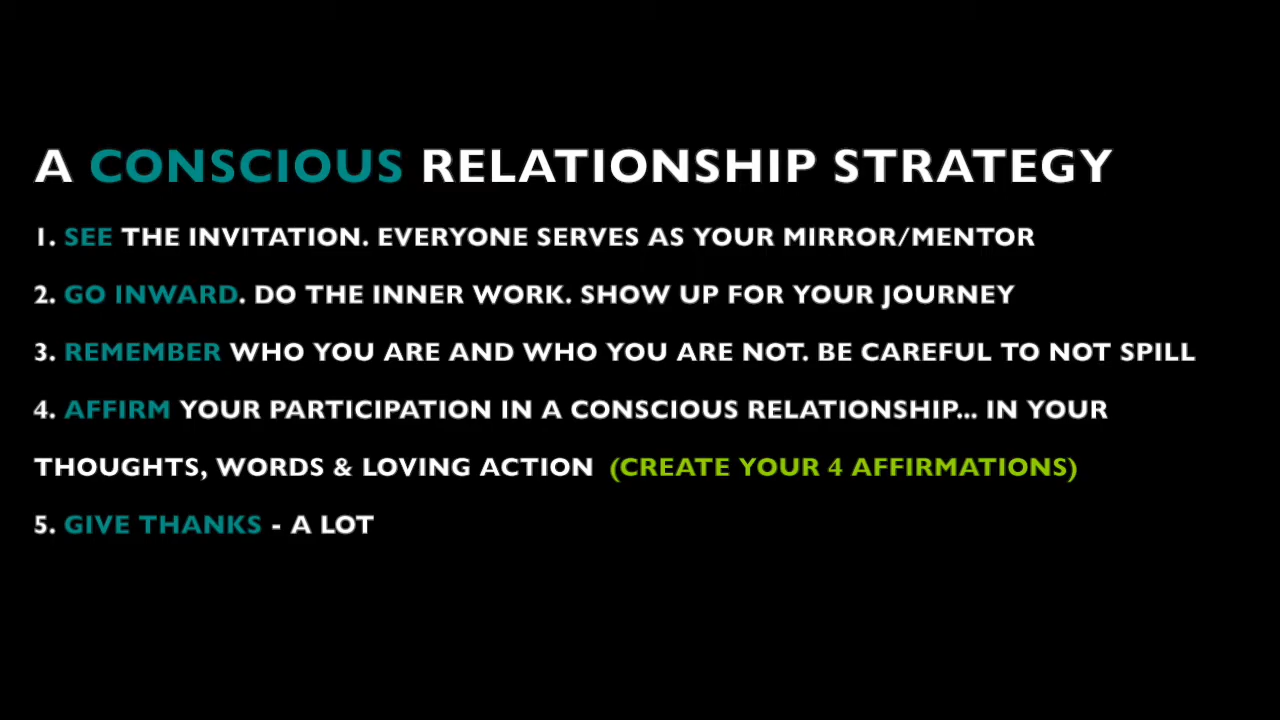 A CONSCIOUS RELATIONSHIP STRATEGY
1. SEE THE INVITATION. EVERYONE SERVES AS YOUR MIRROR/MENTOR
2. GO INWARD. DO THE INNER WORK. SHOW UP FOR YOUR JOURNEY
3. REMEMBER WHO YOU ARE AND WHO YOU ARE NOT. BE CAREFUL TO NOT SPILL
4. AFFIRM YOUR PARTICIPATION IN A CONSCIOUS RELATIONSHIP... IN YOUR
THOUGHTS, WORDS & LOVING ACTION (CREATE YOUR 4 AFFIRMATIONS)
5. GIVE THANKS - A LOT